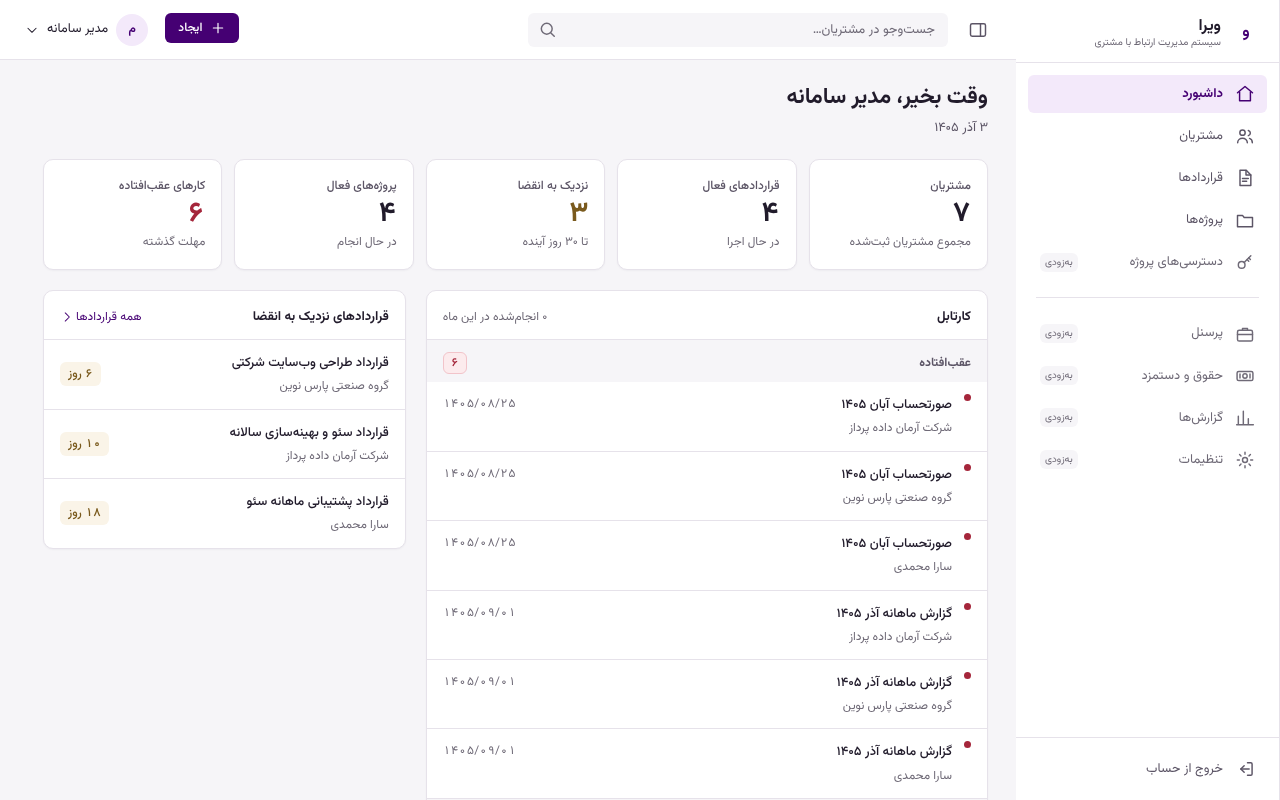 و
ویرا
سیستم مدیریت ارتباط با مشتری
داشبورد
مشتریان
قراردادها
پروژه‌ها
دسترسی‌های پروژه
به‌زودی
پرسنل
به‌زودی
حقوق و دستمزد
به‌زودی
گزارش‌ها
به‌زودی
تنظیمات
به‌زودی
خروج از حساب
جست‌وجو در مشتریان…
ایجاد
م
مدیر سامانه
وقت بخیر، مدیر سامانه
۳ آذر ۱۴۰۵
مشتریان
۷
مجموع مشتریان ثبت‌شده
قراردادهای فعال
۴
در حال اجرا
نزدیک به انقضا
۳
تا ۳۰ روز آینده
پروژه‌های فعال
۴
در حال انجام
کارهای عقب‌افتاده
۶
مهلت گذشته
کارتابل
۰ انجام‌شده در این ماه
عقب‌افتاده
۶
صورتحساب آبان ۱۴۰۵
۱۴۰۵/۰۸/۲۵
شرکت آرمان داده پرداز
صورتحساب آبان ۱۴۰۵
۱۴۰۵/۰۸/۲۵
گروه صنعتی پارس نوین
صورتحساب آبان ۱۴۰۵
۱۴۰۵/۰۸/۲۵
سارا محمدی
گزارش ماهانه آذر ۱۴۰۵
۱۴۰۵/۰۹/۰۱
شرکت آرمان داده پرداز
گزارش ماهانه آذر ۱۴۰۵
۱۴۰۵/۰۹/۰۱
گروه صنعتی پارس نوین
گزارش ماهانه آذر ۱۴۰۵
۱۴۰۵/۰۹/۰۱
سارا محمدی
قراردادهای نزدیک به انقضا
همه قراردادها
قرارداد طراحی وب‌سایت شرکتی
گروه صنعتی پارس نوین
۶ روز
قرارداد سئو و بهینه‌سازی سالانه
شرکت آرمان داده پرداز
۱۰ روز
قرارداد پشتیبانی ماهانه سئو
سارا محمدی
۱۸ روز